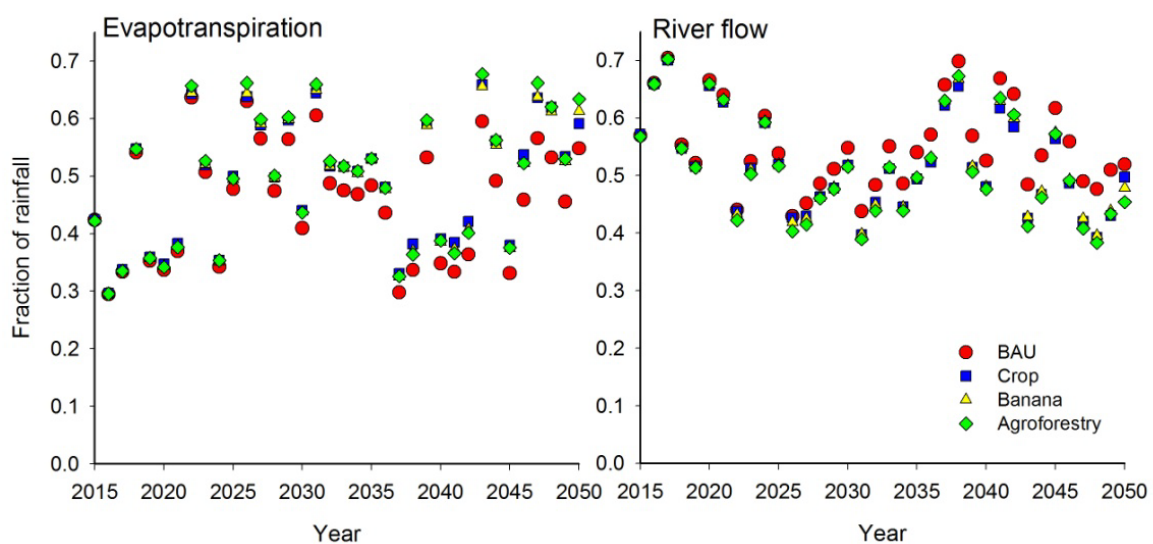 Evapotranspiration
Fraction of rainfall
0.7
0.6
0.5
0.4
0.3
0.2
0.1
0.0
2015 2020 2025 2030 2035 2040 2045 2050
Year
River flow
0.7
0.6
0.5
0.4
0.3
0.2
0.1
0.0
BAU
Crop
Banana
Agroforestry
2015 2020 2025 2030 2035 2040 2045 2050
Year